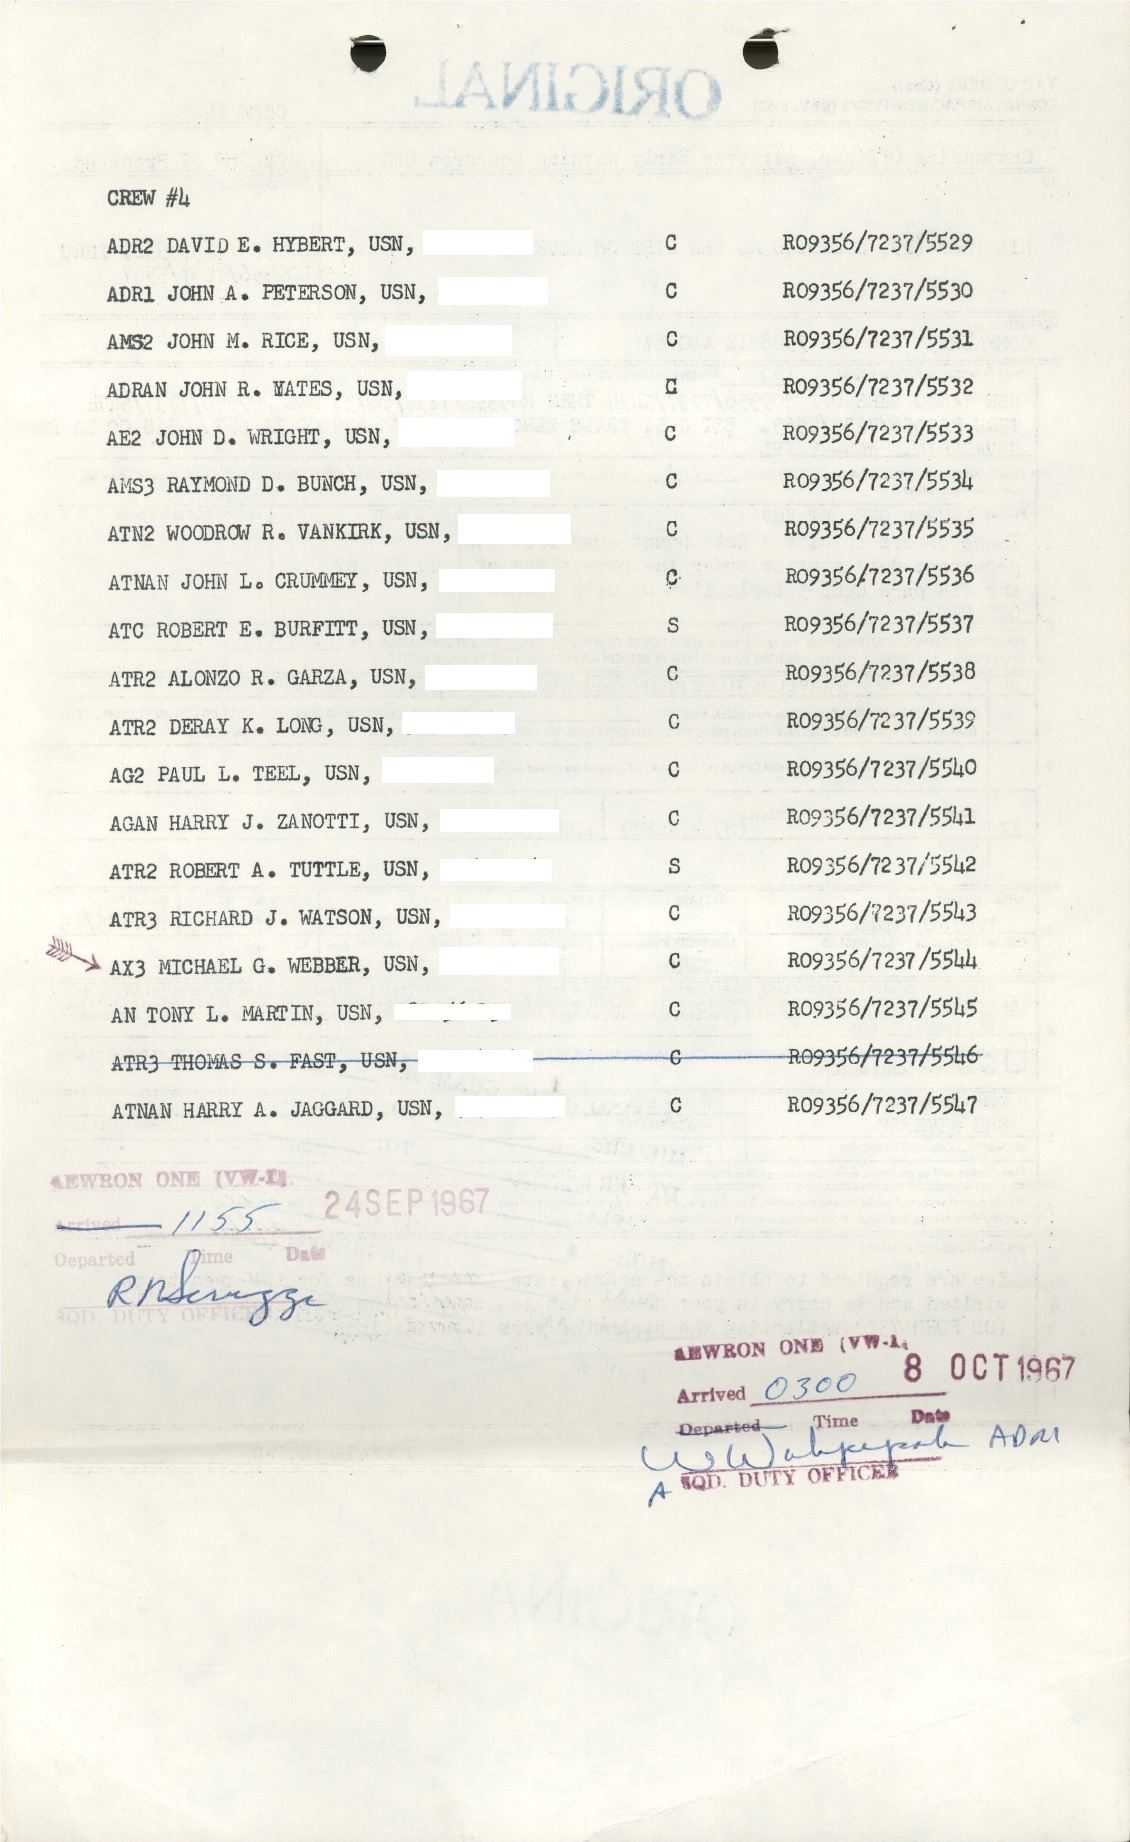 ORIGINAL
CREW #4
ADR2 DAVID E. HYBERT, USN, C R09356/7237/5529
ADR1 JOHN A. PETERSON, USN, C R09356/7237/5530
AMS2 JOHN M. RICE, USN, C R09356/7237/5531
ADRAN JOHN R. YATES, USN, C R09356/7237/5532
AE2 JOHN D. WRIGHT, USN, C R09356/7237/5533
AMS3 RAYMOND D. BUNCH, USN, C R09356/7237/5534
ATN2 WOODROW R. VANKIRK, USN, C R09356/7237/5535
ATNAN JOHN L. CRUMMEY, USN, C R09356/7237/5536
ATC ROBERT E. BURFITT, USN, S R09356/7237/5537
ATR2 ALONZO R. GARZA, USN, C R09356/7237/5538
ATR2 DERAY K. LONG, USN, C R09356/7237/5539
AG2 PAUL L. TEEL, USN, C R09356/7237/5540
AGAN HARRY J. ZANOTTI, USN, C R09356/7237/5541
ATR2 ROBERT A. TUTTLE, USN, S R09356/7237/5542
ATR3 RICHARD J. WATSON, USN, C R09356/7237/5543
AX3 MICHAEL G. WEBBER, USN, C R09356/7237/5544
AN TONY L. MARTIN, USN, C R09356/7237/5545
ATR3 THOMAS S. FAST, USN, C R09356/7237/5546
ATNAN HARRY A. JAGGARD, USN, C R09356/7237/5547
AEWRON ONE (VW-1)
Arrived 1155 24 SEP 1967
Departed Time Date
SQD. DUTY OFFICER
AEWRON ONE (VW-1)
Arrived 0300 8 OCT 1967
Departed Time Date
ADR1
A SQD. DUTY OFFICER